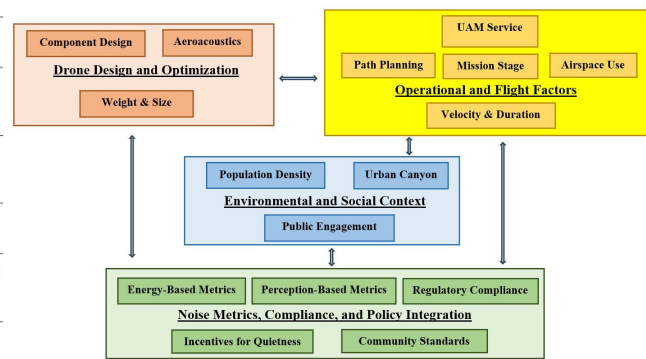 Component Design
Aeroacoustics
Drone Design and Optimization
Weight & Size
UAM Service
Path Planning
Mission Stage
Airspace Use
Operational and Flight Factors
Velocity & Duration
Population Density
Urban Canyon
Environmental and Social Context
Public Engagement
Energy-Based Metrics
Perception-Based Metrics
Regulatory Compliance
Noise Metrics, Compliance, and Policy Integration
Incentives for Quietness
Community Standards